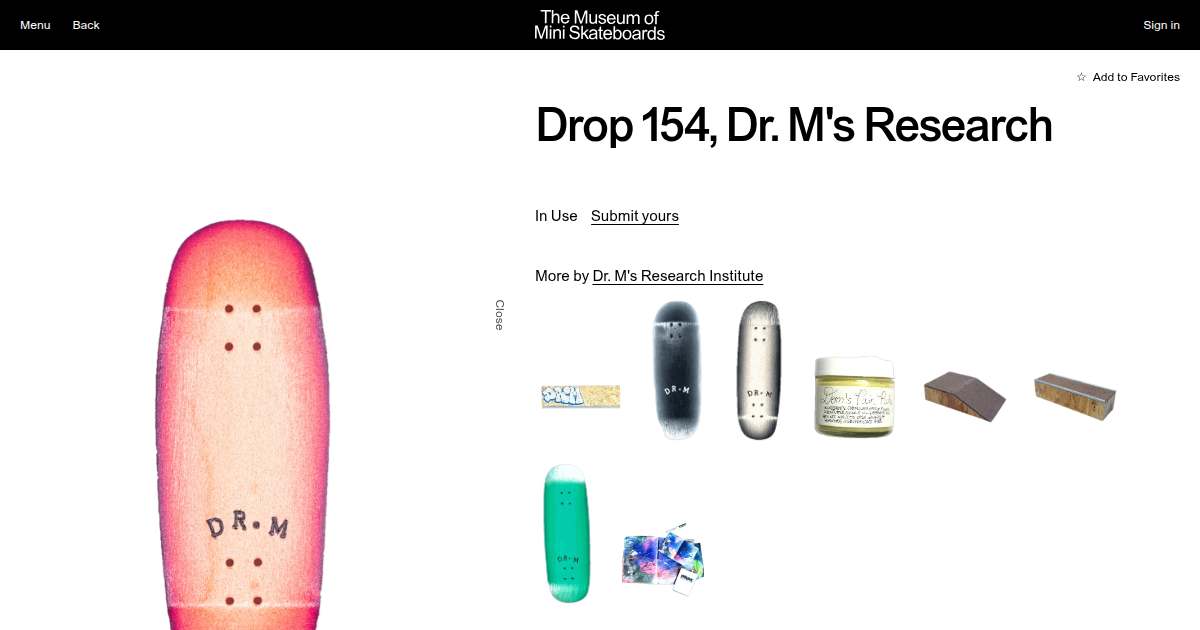 Menu
Back
The Museum of
Mini Skateboards
Sign in
☆ Add to Favorites
Drop 154, Dr. M's Research
In Use
Submit yours
More by Dr. M's Research Institute
Close
DR.M
DR.M
DR.M
DR.M